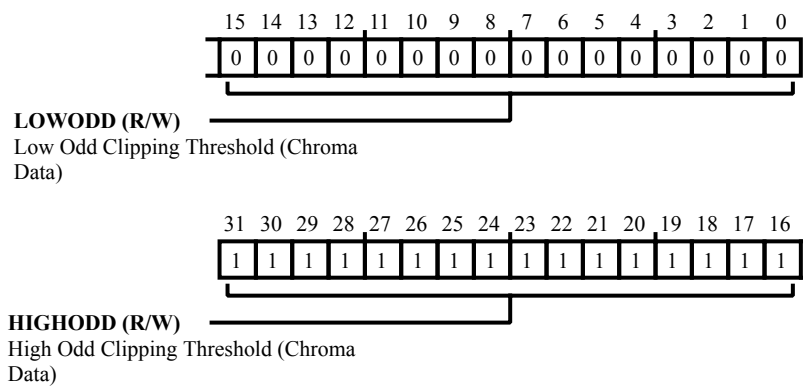 15 14 13 12 11 10 9 8 7 6 5 4 3 2 1 0
0 0 0 0 0 0 0 0 0 0 0 0 0 0 0 0
LOWODD (R/W)
Low Odd Clipping Threshold (Chroma
Data)
31 30 29 28 27 26 25 24 23 22 21 20 19 18 17 16
1 1 1 1 1 1 1 1 1 1 1 1 1 1 1 1
HIGHODD (R/W)
High Odd Clipping Threshold (Chroma
Data)